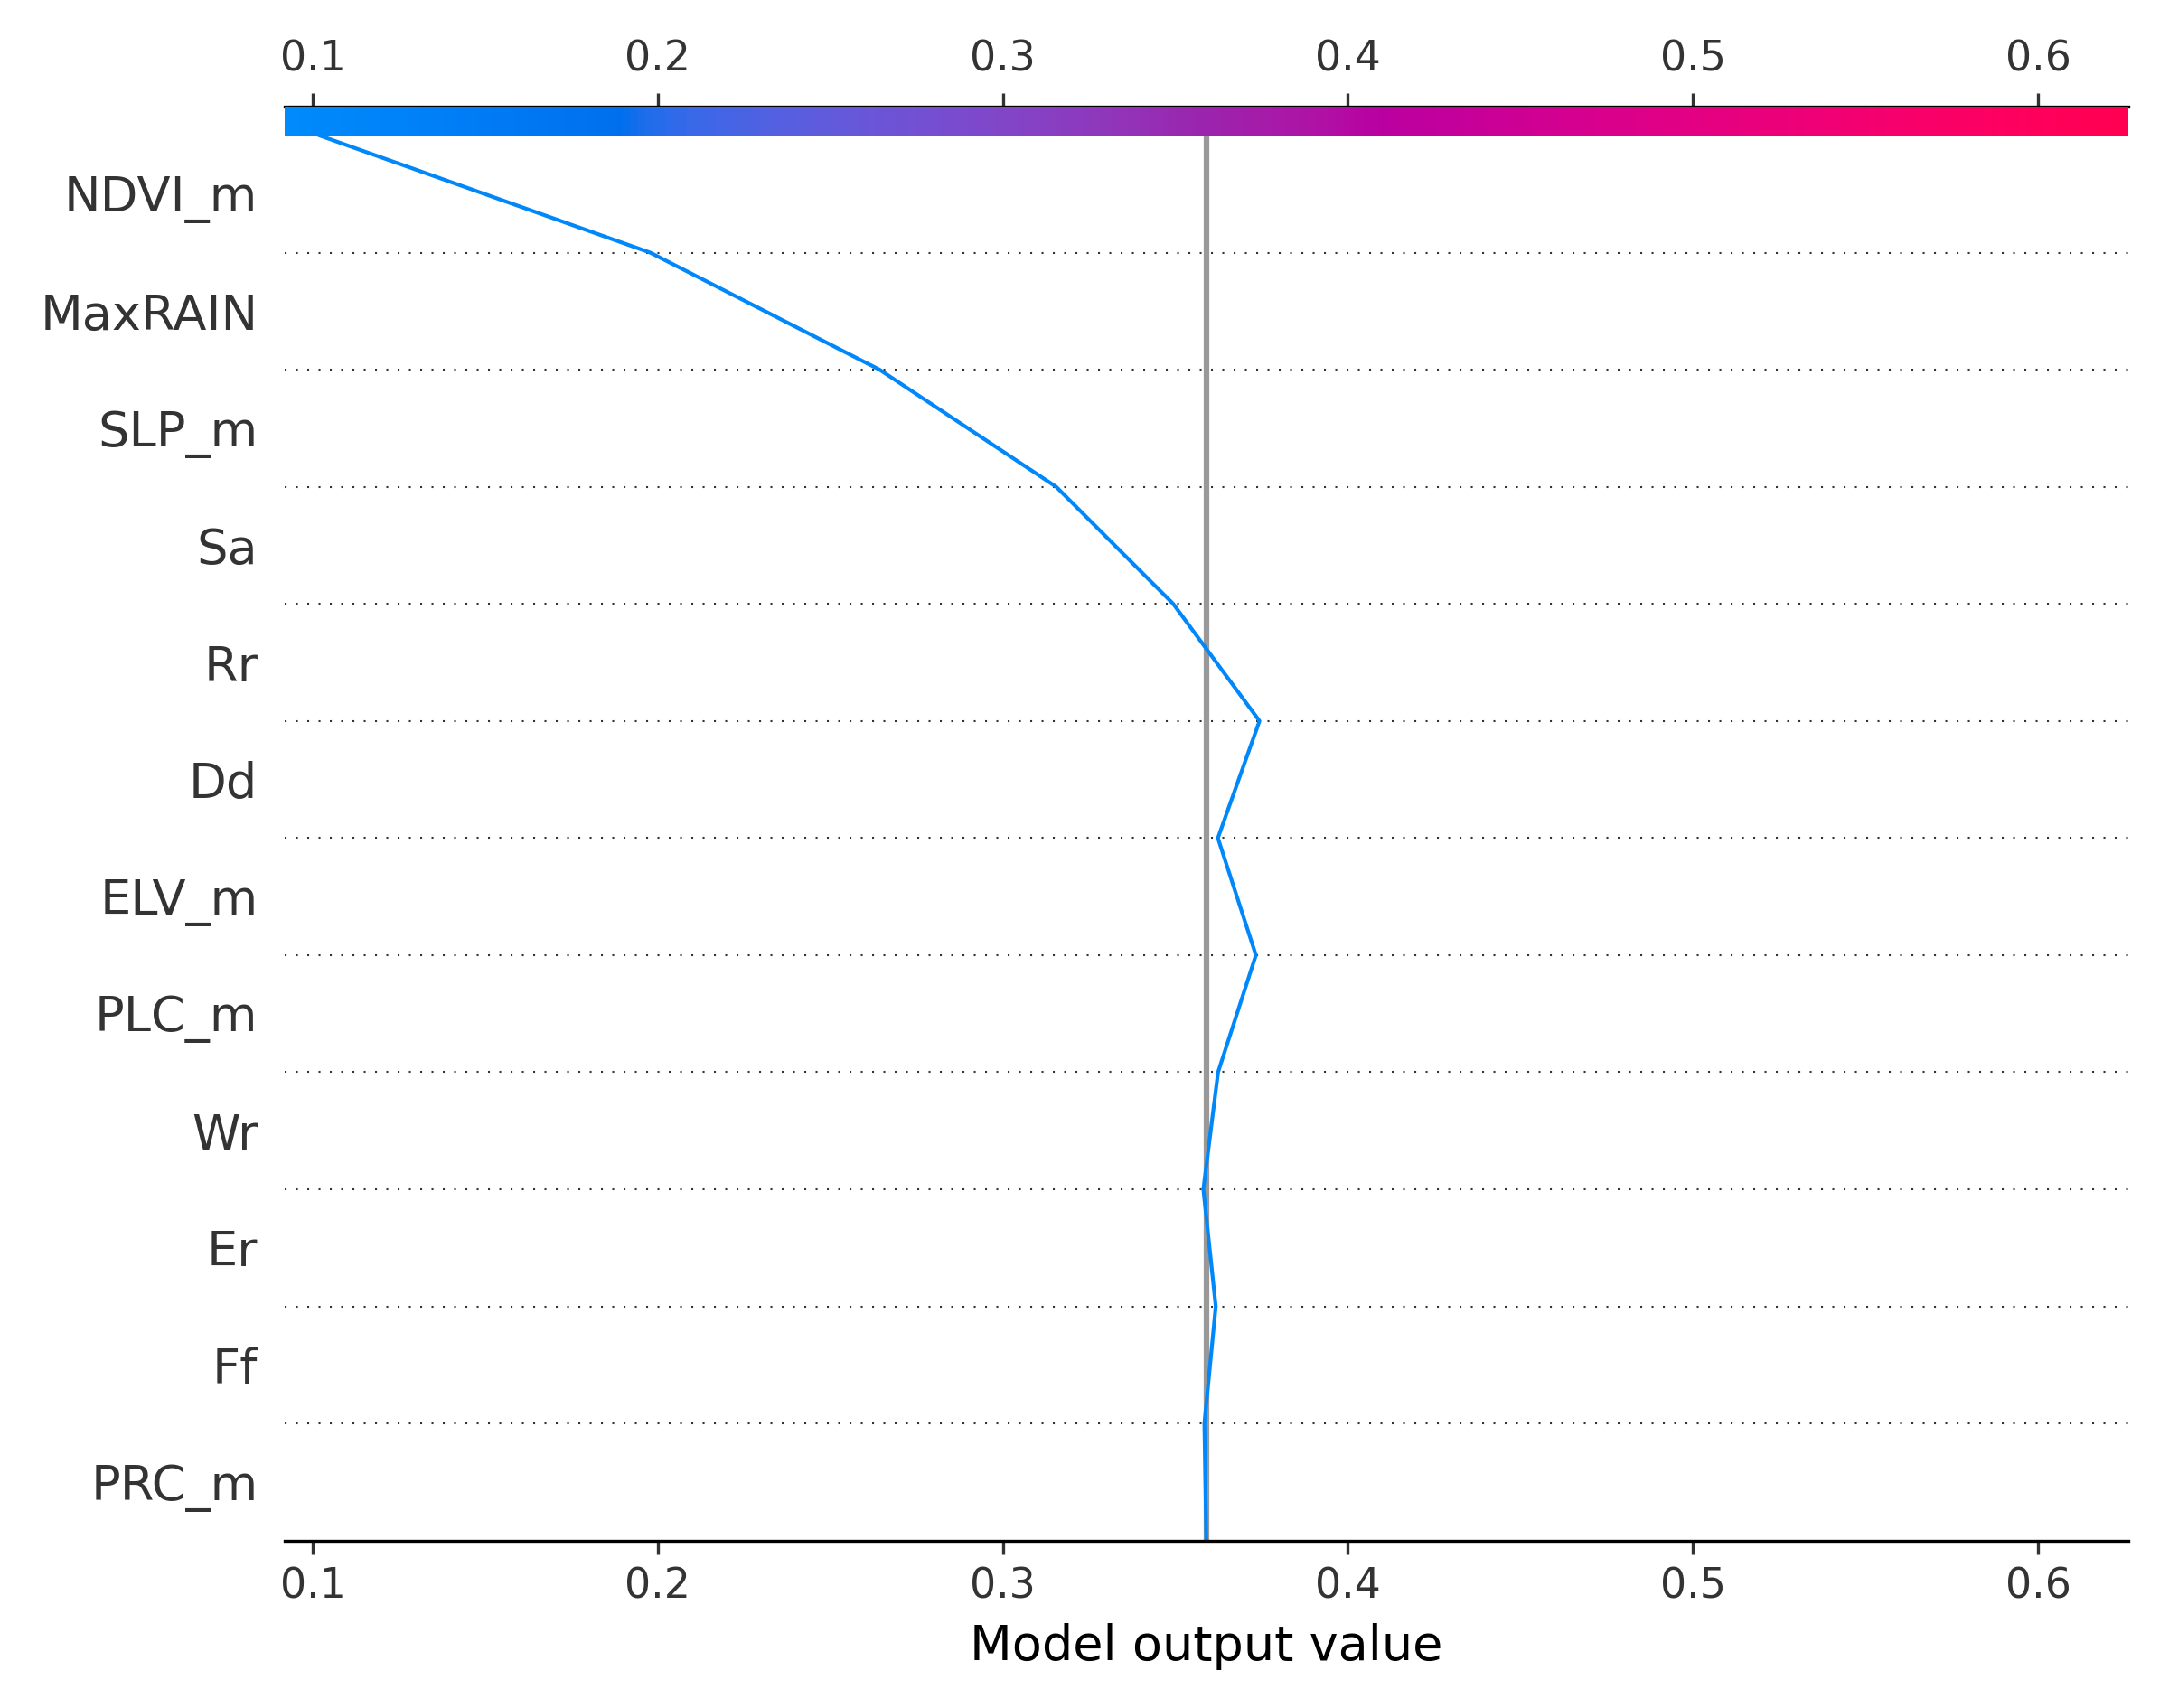 0.1 0.2 0.3 0.4 0.5 0.6
NDVI_m
MaxRAIN
SLP_m
Sa
Rr
Dd
ELV_m
PLC_m
Wr
Er
Ff
PRC_m
0.1 0.2 0.3 0.4 0.5 0.6
Model output value